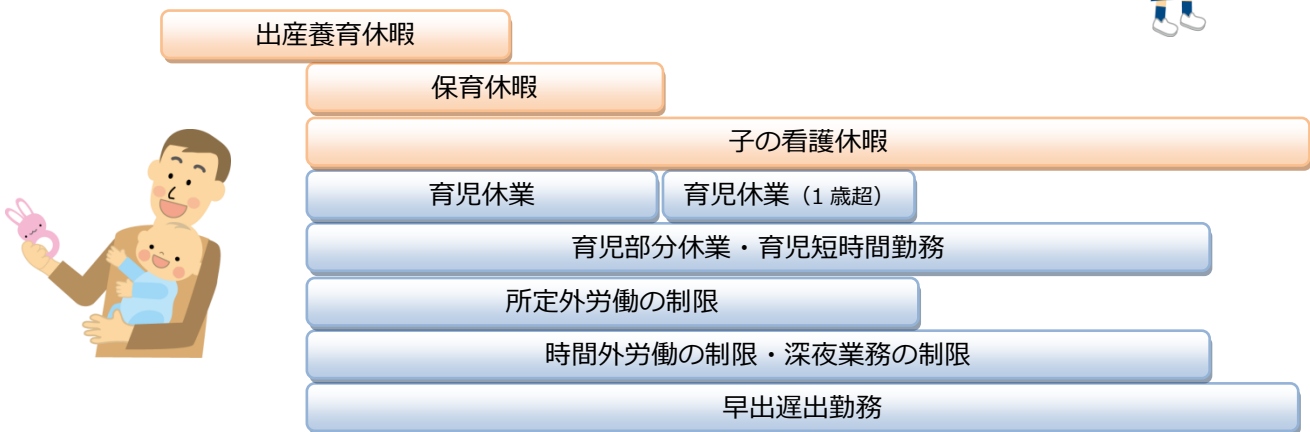 出産養育休暇
保育休暇
子の看護休暇
育児休業 育児休業（1 歳超）
育児部分休業・育児短時間勤務
所定外労働の制限
時間外労働の制限・深夜業務の制限
早出遅出勤務